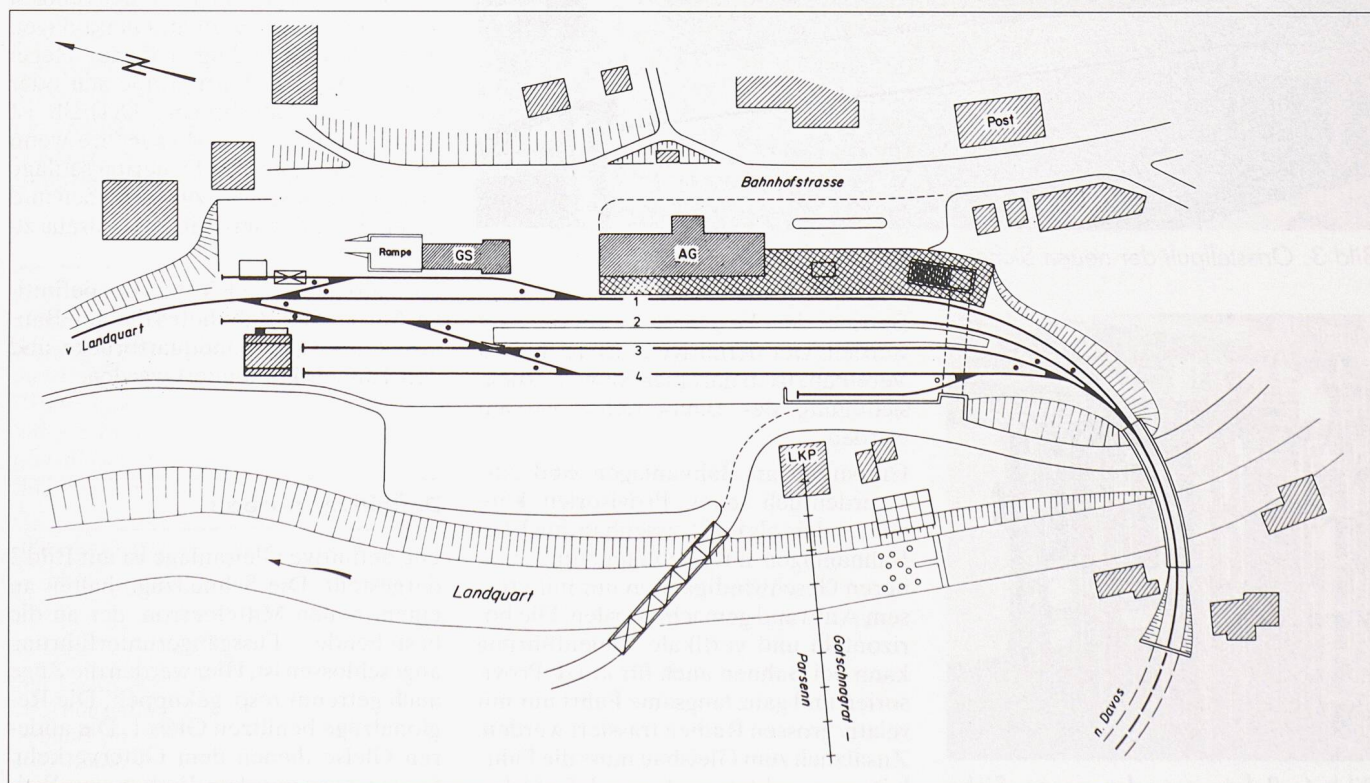 Post
Bahnhofstrasse
Rampe
GS
AG
1
v Landquart
2
3
4
LKP
Landquart
Gotschnagrat –
Parsenn
n. Davos